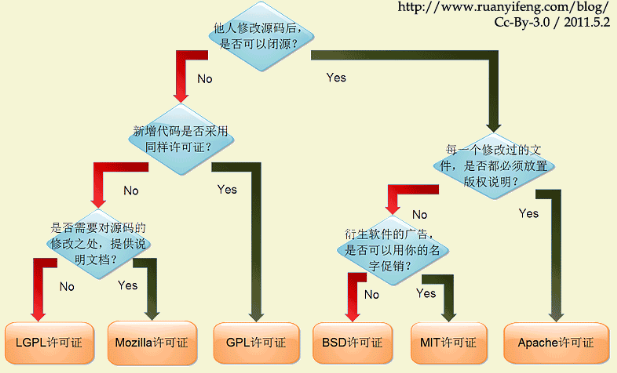 http://www.ruanyifeng.com/blog/
Cc-By-3.0 / 2011.5.2
他人修改源码后，
是否可以闭源？
No
Yes
新增代码是否采用
同样许可证？
每一个修改过的文
件，是否都必须放置
版权说明？
No
Yes
No
Yes
是否需要对源码的
修改之处，提供说
明文档？
衍生软件的广告，
是否可以用你的名
字促销？
No
Yes
No
Yes
LGPL许可证
Mozilla许可证
GPL许可证
BSD许可证
MIT许可证
Apache许可证